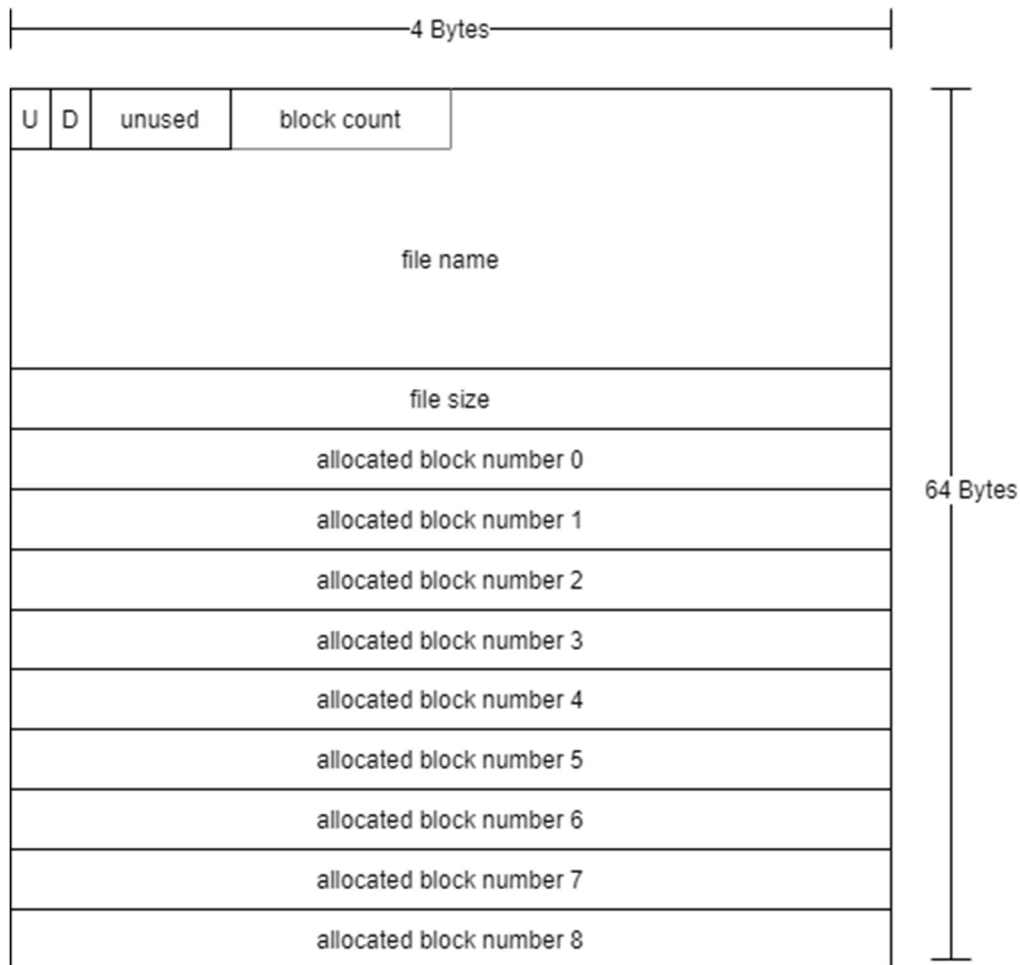 4 Bytes
U D unused block count
file name
file size
allocated block number 0
allocated block number 1
64 Bytes
allocated block number 2
allocated block number 3
allocated block number 4
allocated block number 5
allocated block number 6
allocated block number 7
allocated block number 8